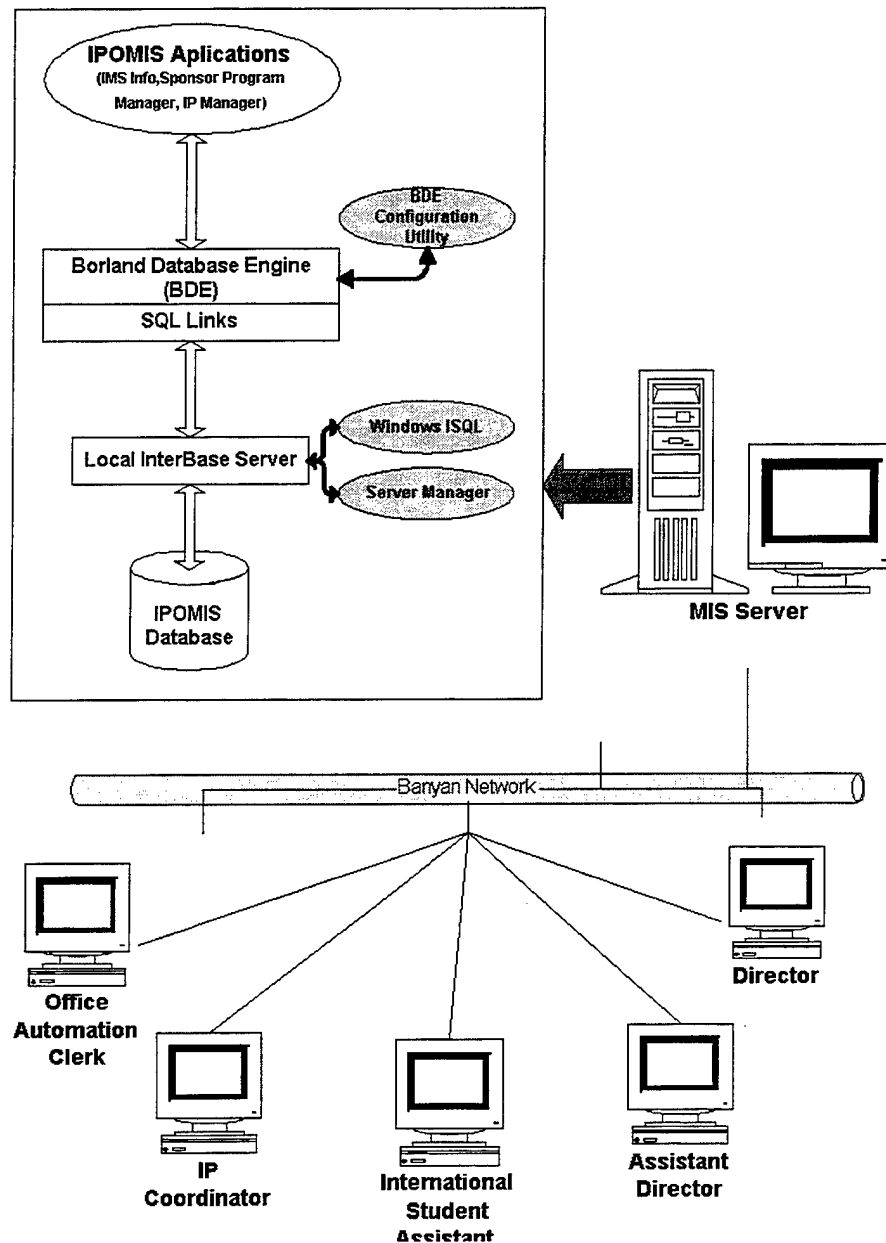 IPOMIS Aplications
(IMS Info,Sponsor Program
Manager, IP Manager)
BDE
Configuration
Utility
Borland Database Engine
(BDE)
SQL Links
Windows ISQL
Local InterBase Server
Server Manager
IPOMIS
Database
MIS Server
Banyan Network
Director
Office
Automation
Clerk
IP
Coordinator
International
Student
Assistant
Assistant
Director